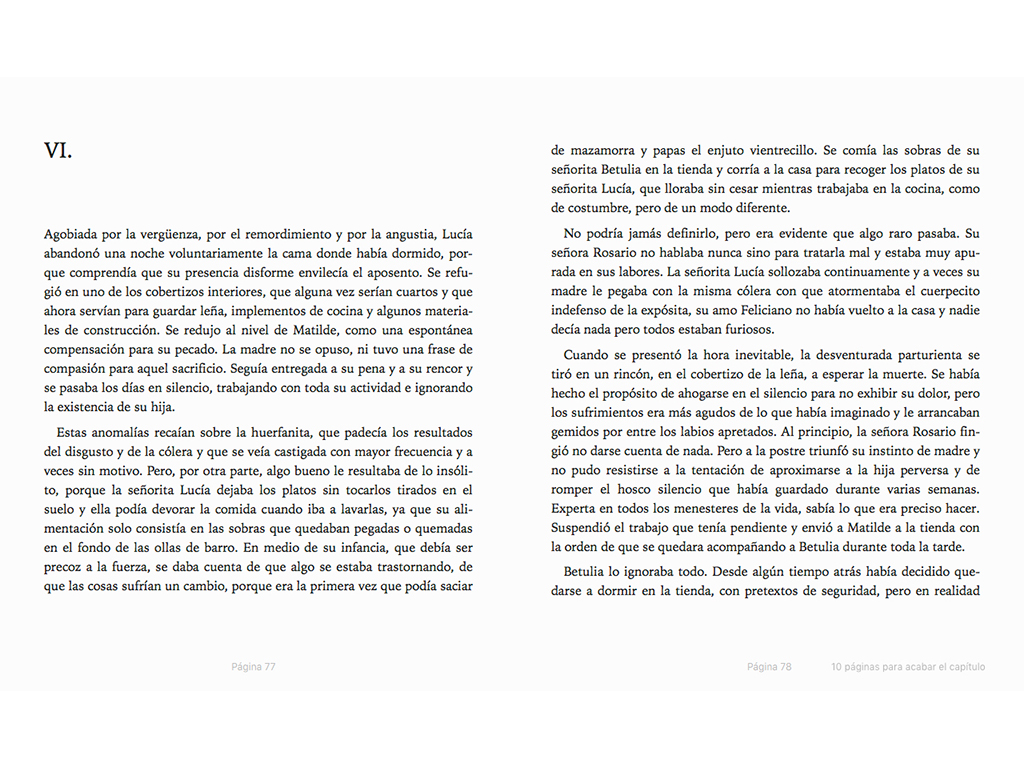 VI.
Agobiada por la vergüenza, por el remordimiento y por la angustia, Lucía
abandonó una noche voluntariamente la cama donde había dormido, por-
que comprendía que su presencia disforme envilecía el aposento. Se refu-
gió en uno de los cobertizos interiores, que alguna vez serían cuartos y que
ahora servían para guardar leña, implementos de cocina y algunos materia-
les de construcción. Se redujo al nivel de Matilde, como una espontánea
compensación para su pecado. La madre no se opuso, ni tuvo una frase de
compasión para aquel sacrificio. Seguía entregada a su pena y a su rencor y
se pasaba los días en silencio, trabajando con toda su actividad e ignorando
la existencia de su hija.
Estas anomalías recaían sobre la huerfanita, que padecía los resultados
del disgusto y de la cólera y que se veía castigada con mayor frecuencia y a
veces sin motivo. Pero, por otra parte, algo bueno le resultaba de lo insóli-
to, porque la señorita Lucía dejaba los platos sin tocarlos tirados en el
suelo y ella podía devorar la comida cuando iba a lavarlas, ya que su ali-
mentación solo consistía en las sobras que quedaban pegadas o quemadas
en el fondo de las ollas de barro. En medio de su infancia, que debía ser
precoz a la fuerza, se daba cuenta de que algo se estaba trastornando, de
que las cosas sufrían un cambio, porque era la primera vez que podía saciar
Página 77
de mazamorra y papas el enjuto vientrecillo. Se comía las sobras de su
señorita Betulia en la tienda y corría a la casa para recoger los platos de su
señorita Lucía, que lloraba sin cesar mientras trabajaba en la cocina, como
de costumbre, pero de un modo diferente.
No podría jamás definirlo, pero era evidente que algo raro pasaba. Su
señora Rosario no hablaba nunca sino para tratarla mal y estaba muy apu-
rada en sus labores. La señorita Lucía sollozaba continuamente y a veces su
madre le pegaba con la misma cólera con que atormentaba el cuerpecito
indefenso de la expósita, su amo Feliciano no había vuelto a la casa y nadie
decía nada pero todos estaban furiosos.
Cuando se presentó la hora inevitable, la desventurada parturienta se
tiró en un rincón, en el cobertizo de la leña, a esperar la muerte. Se había
hecho el propósito de ahogarse en el silencio para no exhibir su dolor, pero
los sufrimientos era más agudos de lo que había imaginado y le arrancaban
gemidos por entre los labios apretados. Al principio, la señora Rosario fin-
gió no darse cuenta de nada. Pero a la postre triunfó su instinto de madre y
no pudo resistirse a la tentación de aproximarse a la hija perversa y de
romper el hosco silencio que había guardado durante varias semanas.
Experta en todos los menesteres de la vida, sabía lo que era preciso hacer.
Suspendió el trabajo que tenía pendiente y envió a Matilde a la tienda con
la orden de que se quedara acompañando a Betulia durante toda la tarde.
Betulia lo ignoraba todo. Desde algún tiempo atrás había decidido que-
darse a dormir en la tienda, con pretextos de seguridad, pero en realidad
Página 78
10 páginas para acabar el capítulo